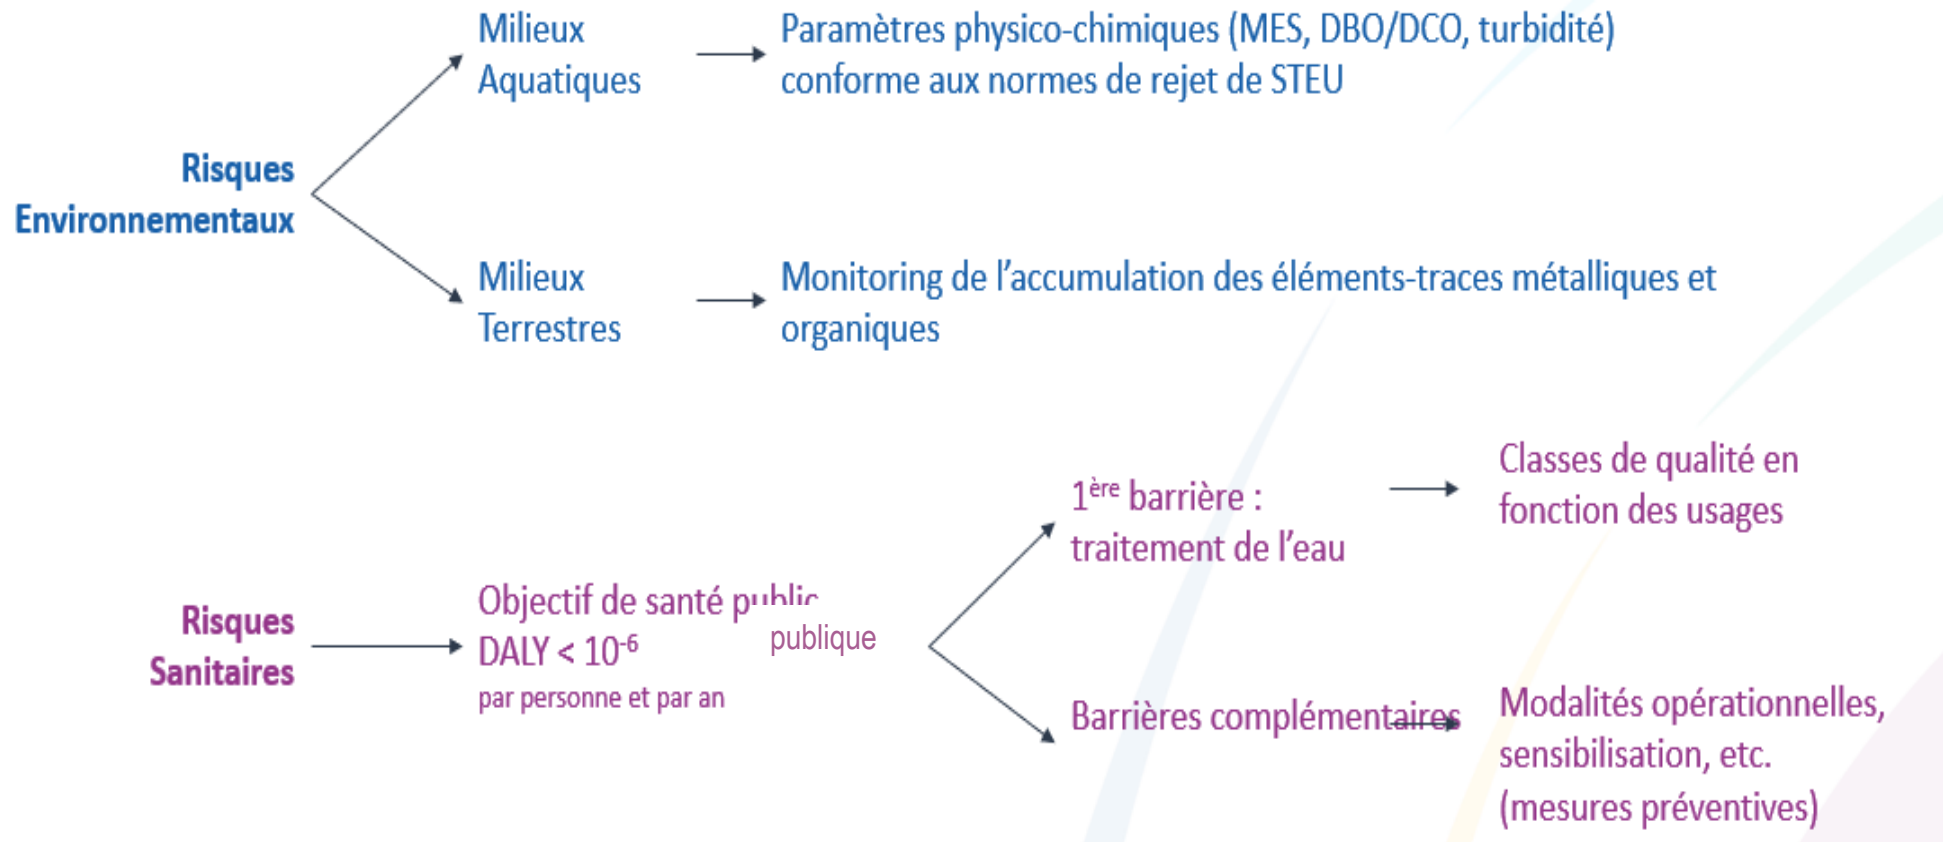 Milieux
Aquatiques
Paramètres physico-chimiques (MES, DBO/DCO, turbidité)
conforme aux normes de rejet de STEU
Risques
Environnementaux
Milieux
Terrestres
Monitoring de l’accumulation des éléments-traces métalliques et
organiques
Risques
Sanitaires
Objectif de santé public
publique
DALY < 10⁻⁶
par personne et par an
1ère barrière :
traitement de l’eau
Classes de qualité en
fonction des usages
Barrières complémentaires
Modalités opérationnelles,
sensibilisation, etc.
(mesures préventives)